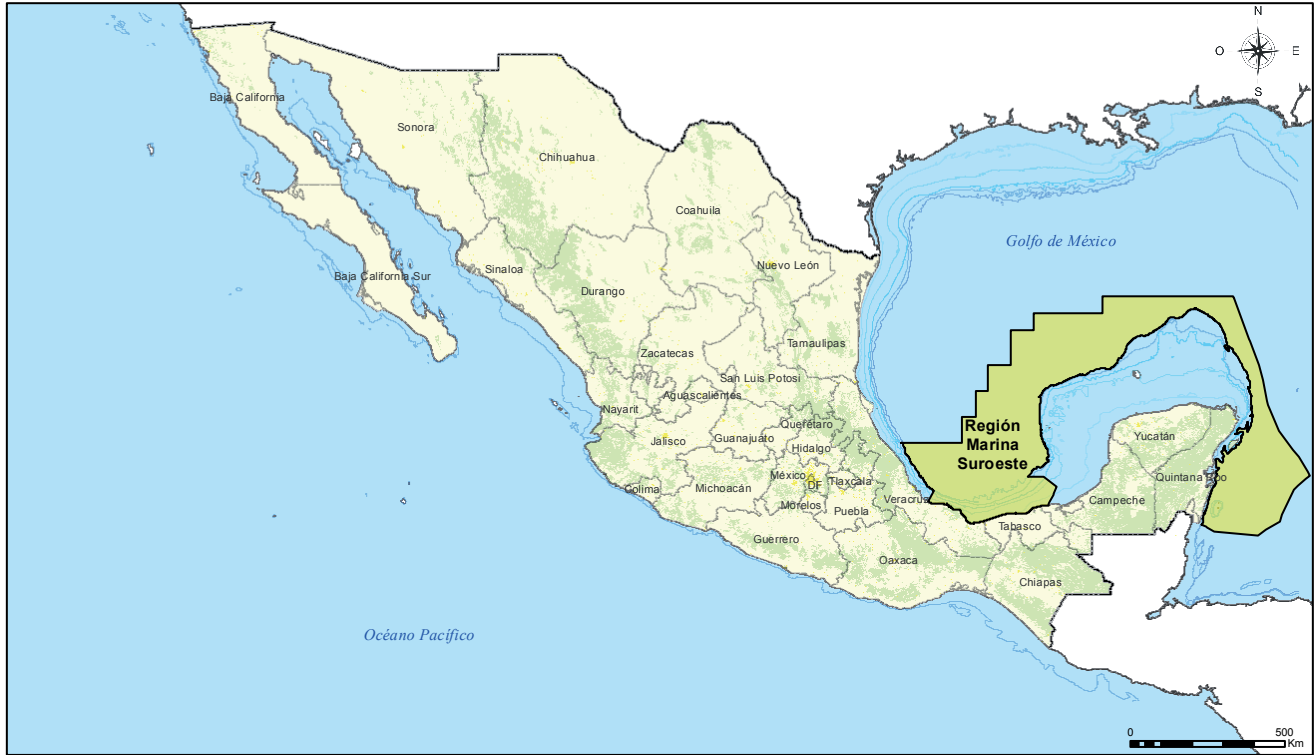 N
O E
S
Baja California
Sonora
Chihuahua
Coahuila
Golfo de México
Nuevo León
Sinaloa
Baja California Sur
Durango
Tamaulipas
Zacatecas
San Luis Potosi
Aguascalientes
Nayarit
Querétaro
Región
Marina
Suroeste
Yucatán
Jalisco
Guanajuato
Hidalgo
México
DF
Tlaxcala
Quintana Roo
Colima
Michoacán
Veracruz
Campeche
Morelos
Puebla
Tabasco
Guerrero
Oaxaca
Chiapas
Océano Pacífico
0 500
Km